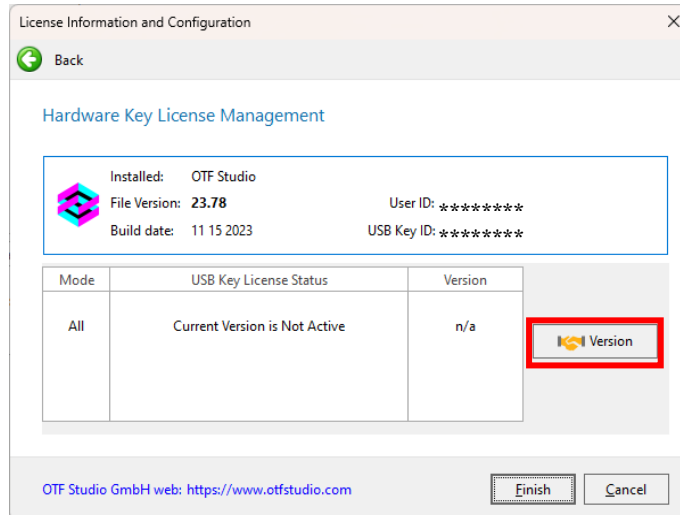 License Information and Configuration
Back
Hardware Key License Management
Installed: OTF Studio
File Version: 23.78 User ID: ********
Build date: 11 15 2023 USB Key ID: ********
Mode USB Key License Status Version
All Current Version is Not Active n/a
Version
OTF Studio GmbH web: https://www.otfstudio.com Finish Cancel